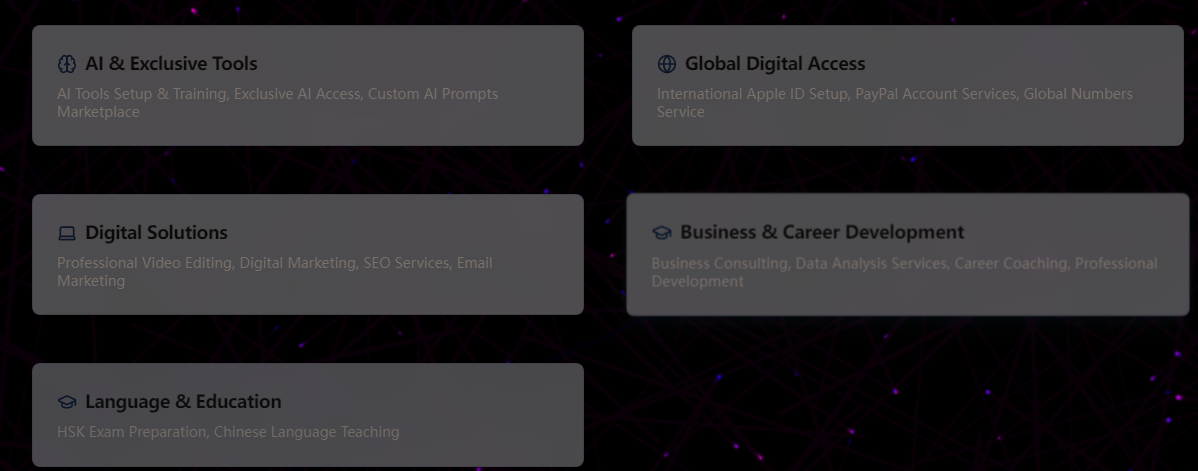 AI & Exclusive Tools
AI Tools Setup & Training, Exclusive AI Access, Custom AI Prompts
Marketplace
Global Digital Access
International Apple ID Setup, PayPal Account Services, Global Numbers
Service
Digital Solutions
Professional Video Editing, Digital Marketing, SEO Services, Email
Marketing
Business & Career Development
Business Consulting, Data Analysis Services, Career Coaching, Professional
Development
Language & Education
HSK Exam Preparation, Chinese Language Teaching